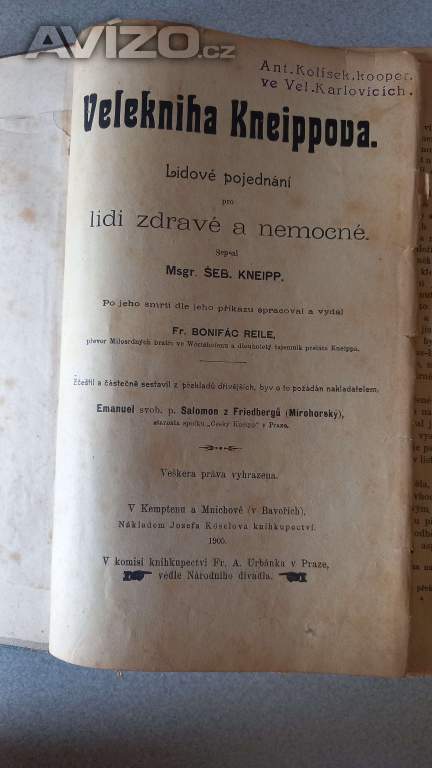 AVÍZO.cz
Ant. Kolísek.kooper.
ve Vel.Karlovicích.
Velekniha Kneippova.
Lidové pojednání
pro
lidi zdravé a nemocné.
Sepsal
Msgr. ŠEB. KNEIPP.
Po jeho smrti dle jeho příkazu spracoval a vydal
Fr. BONIFÁC REILE,
převor Milosrdných bratří ve Wörishofenu a dlouholetý tajemník preláta Kneippa.
Zčeštil a částečně sestavil z překladů dřívějších, byv o to požádán nakladatelem,
Emanuel svob. p. Salomon z Friedbergů (Mirohorský),
starosta spolku „Český Kneipp“ v Praze.
Veškera práva vyhrazena.
V Kemptenu a Mnichově (v Bavořích).
Nákladem Josefa Köselova knihkupectví.
1900.
V komisi knihkupectví Fr. A. Urbánka v Praze,
vedle Národního divadla.